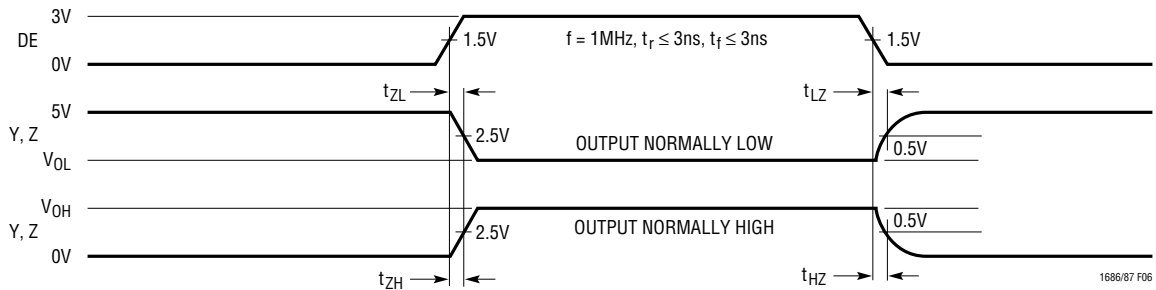 3V
DE
1.5V
f = 1MHz, tr ≤ 3ns, tf ≤ 3ns
1.5V
0V
tZL
tLZ
5V
Y, Z
2.5V
OUTPUT NORMALLY LOW
0.5V
VOL
VOH
Y, Z
2.5V
OUTPUT NORMALLY HIGH
0.5V
0V
tZH
tHZ
1686/87 F06